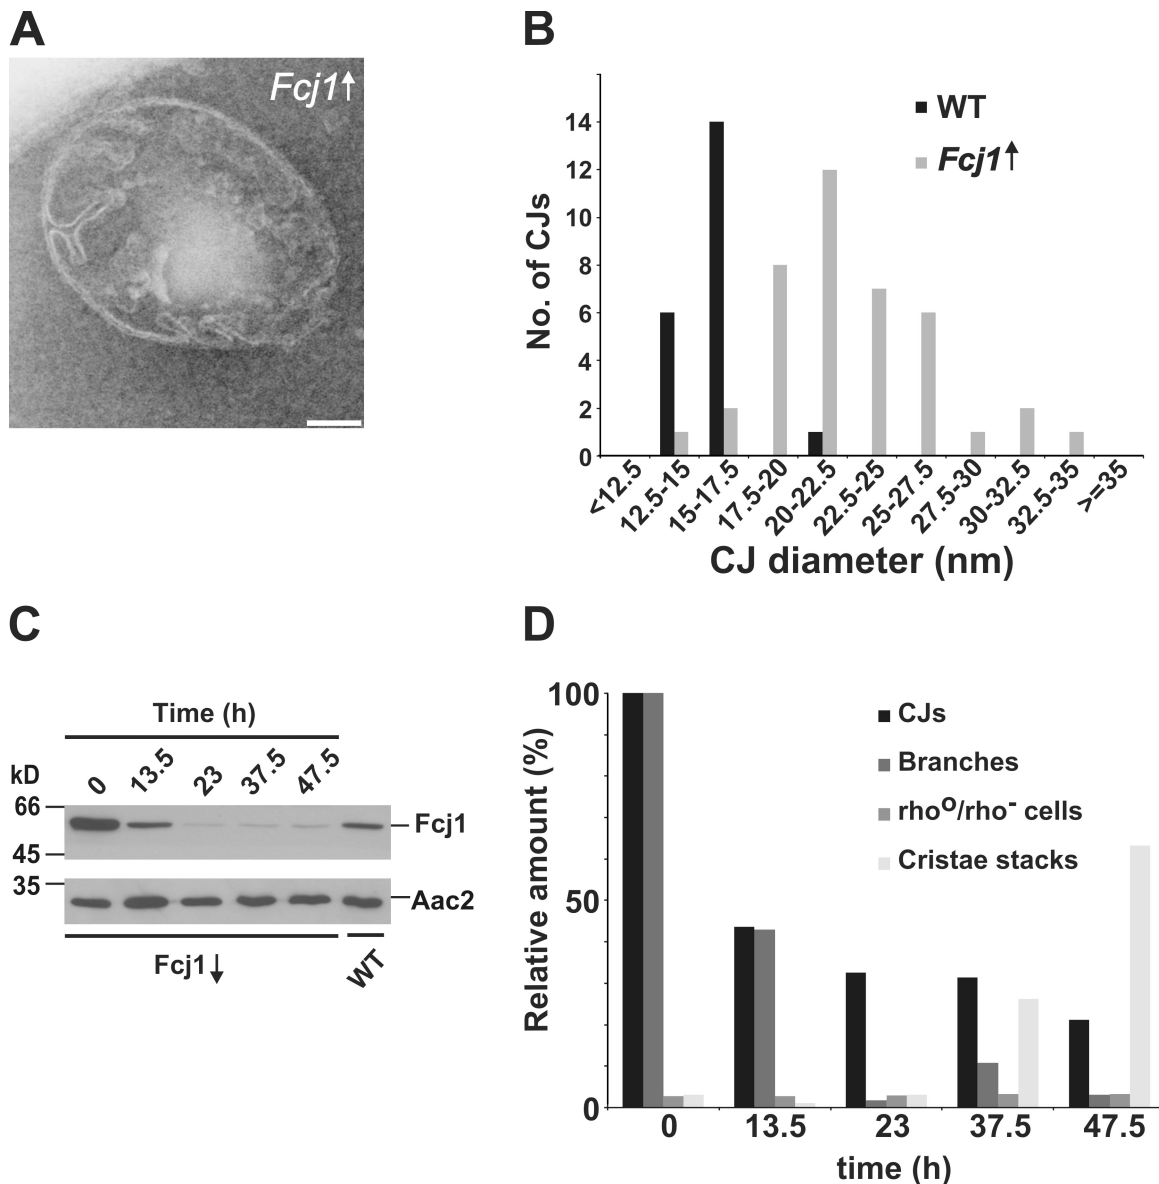 A
Fcj1↑
B
WT
Fcj1↑
No. of CJs
14
12
10
8
6
4
2
0
<12.5
12.5-15
15-17.5
17.5-20
20-22.5
22.5-25
25-27.5
27.5-30
30-32.5
32.5-35
>=35
CJ diameter (nm)
C
Time (h)
kD
0 13.5 23 37.5 47.5
66
Fcj1
45
35
Aac2
Fcj1↓
WT
D
Relative amount (%)
100
50
0
CJs
Branches
rhoᴼ/rho⁻ cells
Cristae stacks
0 13.5 23 37.5 47.5
time (h)